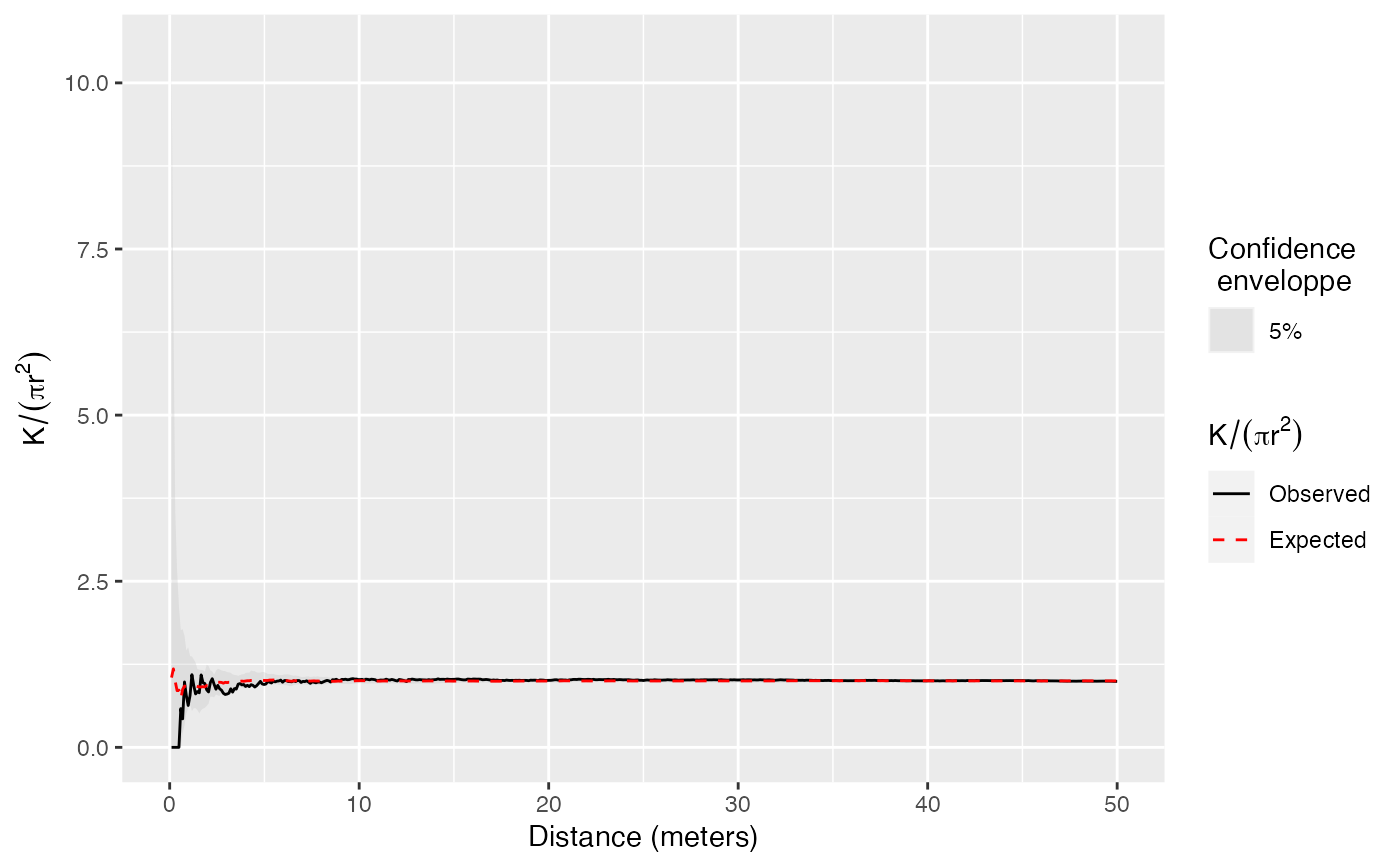 10.0
7.5
5.0
2.5
0.0
K/(πr²)
0
10
20
30
40
50
Distance (meters)
Confidence
enveloppe
5%
K/(πr²)
Observed
Expected